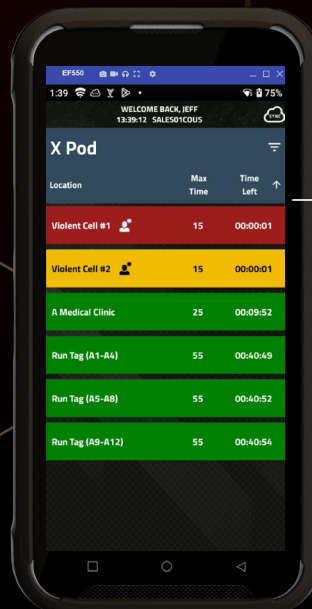 EF550
1:39 75%
WELCOME BACK, JEFF
13:39:12 SALES01COUS
SYNC
X Pod
Location Max Time Time Left
Violent Cell #1 15 00:00:01
Violent Cell #2 15 00:00:01
A Medical Clinic 25 00:09:52
Run Tag (A1-A4) 55 00:40:49
Run Tag (A5-A8) 55 00:40:52
Run Tag (A9-A12) 55 00:40:54